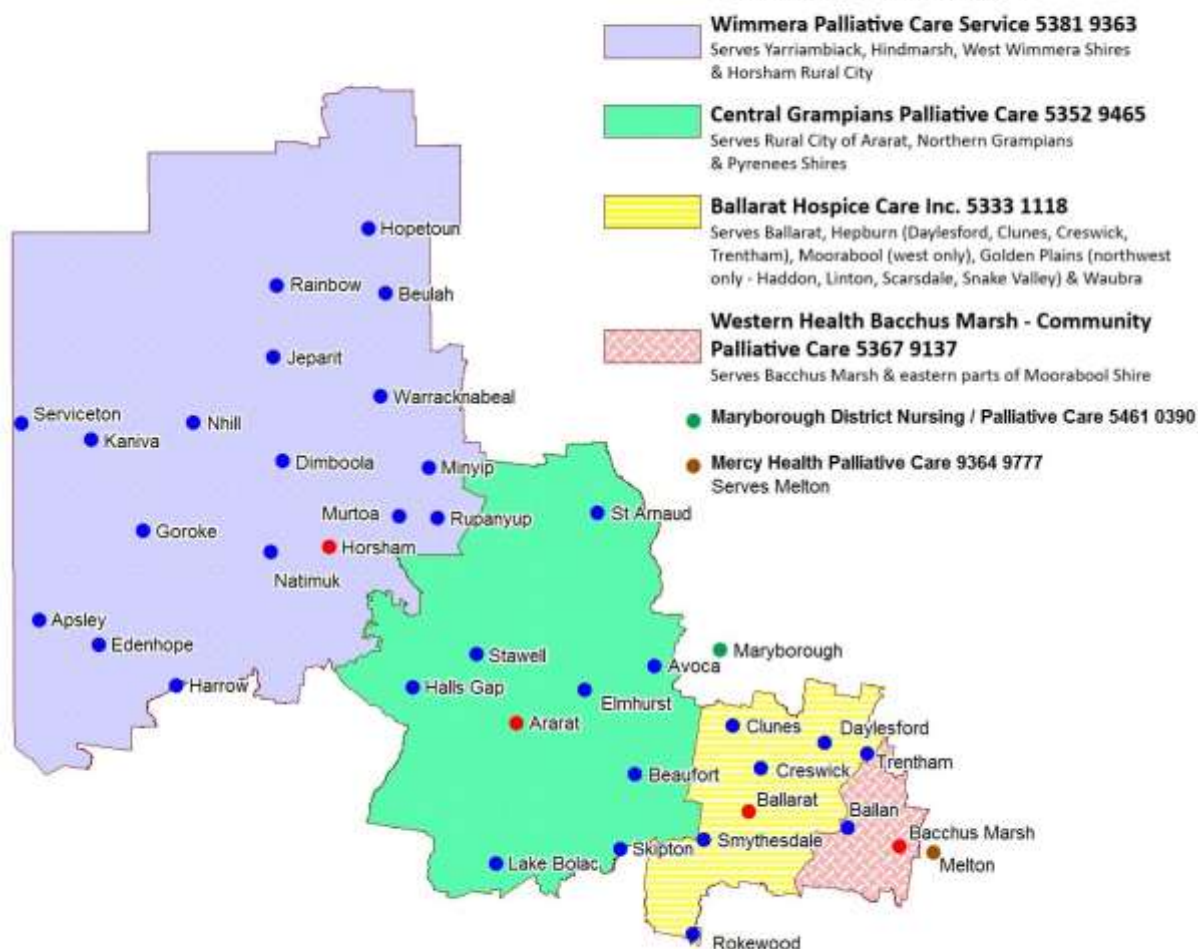 Wimmera Palliative Care Service 5381 9363
Serves Yarriambiack, Hindmarsh, West Wimmera Shires
& Horsham Rural City
Central Grampians Palliative Care 5352 9465
Serves Rural City of Ararat, Northern Grampians
& Pyrenees Shires
Ballarat Hospice Care Inc. 5333 1118
Serves Ballarat, Hepburn (Daylesford, Clunes, Creswick,
Trentham), Moorabool (west only), Golden Plains (northwest
only - Haddon, Linton, Scarsdale, Snake Valley) & Waubra
Western Health Bacchus Marsh - Community
Palliative Care 5367 9137
Serves Bacchus Marsh & eastern parts of Moorabool Shire
Maryborough District Nursing / Palliative Care 5461 0390
Mercy Health Palliative Care 9364 9777
Serves Melton
Hopetoun
Rainbow
Beulah
Jeparit
Warracknabeal
Serviceton
Nhill
Kaniva
Dimboola
Minyip
Murtoa
Rupanyup
St Arnaud
Goroke
Horsham
Natimuk
Apsley
Edenhope
Harrow
Stawell
Avoca
Maryborough
Halls Gap
Elmhurst
Ararat
Clunes
Daylesford
Trentham
Beaufort
Creswick
Ballarat
Ballan
Bacchus Marsh
Skipton
Smythesdale
Lake Bolac
Melton
Rokewood